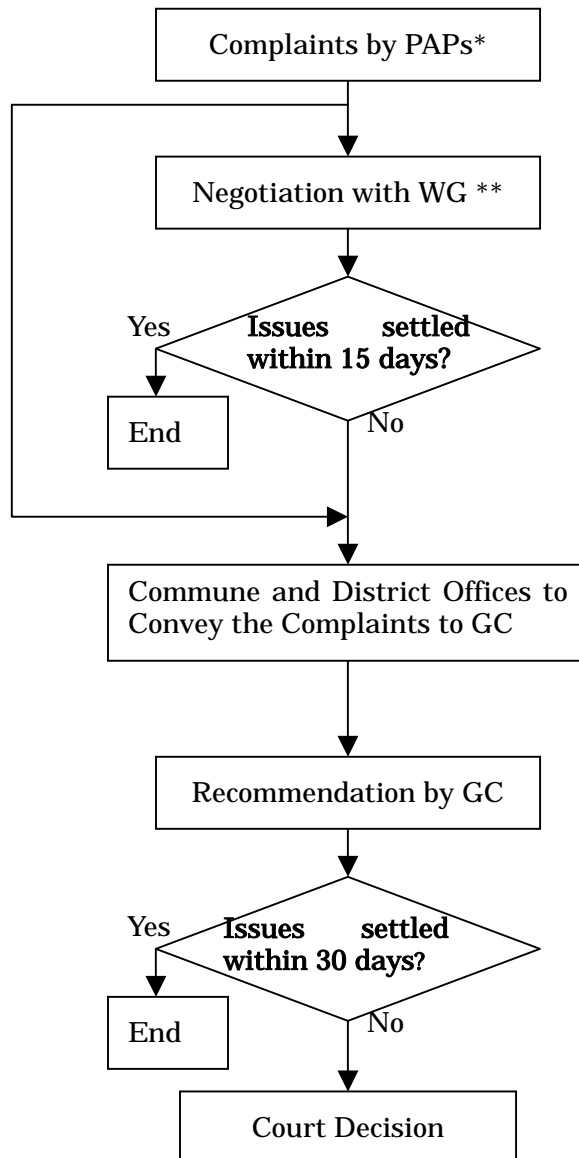 Complaints by PAPs*
Negotiation with WG **
Yes
Issues settled
within 15 days?
End
No
Commune and District Offices to
Convey the Complaints to GC
Recommendation by GC
Yes
Issues settled
within 30 days?
End
No
Court Decision